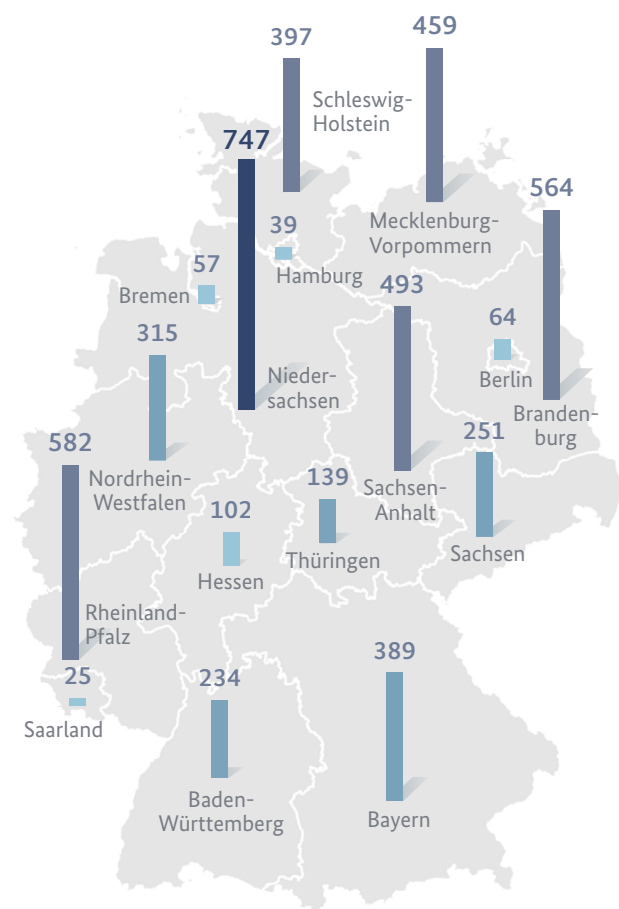 397
Schleswig-
Holstein
459
Mecklenburg-
Vorpommern
747
Nieder-
sachsen
39
Hamburg
564
Branden-
burg
57
Bremen
493
Sachsen-
Anhalt
64
Berlin
315
Nordrhein-
Westfalen
251
Sachsen
582
Rheinland-
Pfalz
139
Thüringen
102
Hessen
25
Saarland
234
Baden-
Württemberg
389
Bayern